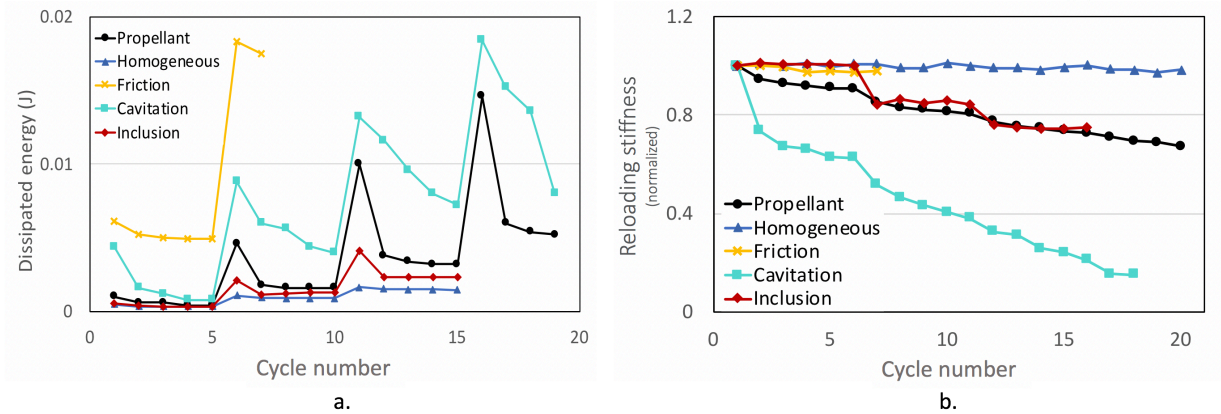 0.02
0.01
0
Dissipated energy (J)
Propellant
Homogeneous
Friction
Cavitation
Inclusion
0 5 10 15 20
Cycle number
a.
1.2
0.8
0.4
0
Reloading stiffness
(normalized)
Propellant
Homogeneous
Friction
Cavitation
Inclusion
0 5 10 15 20
Cycle number
b.